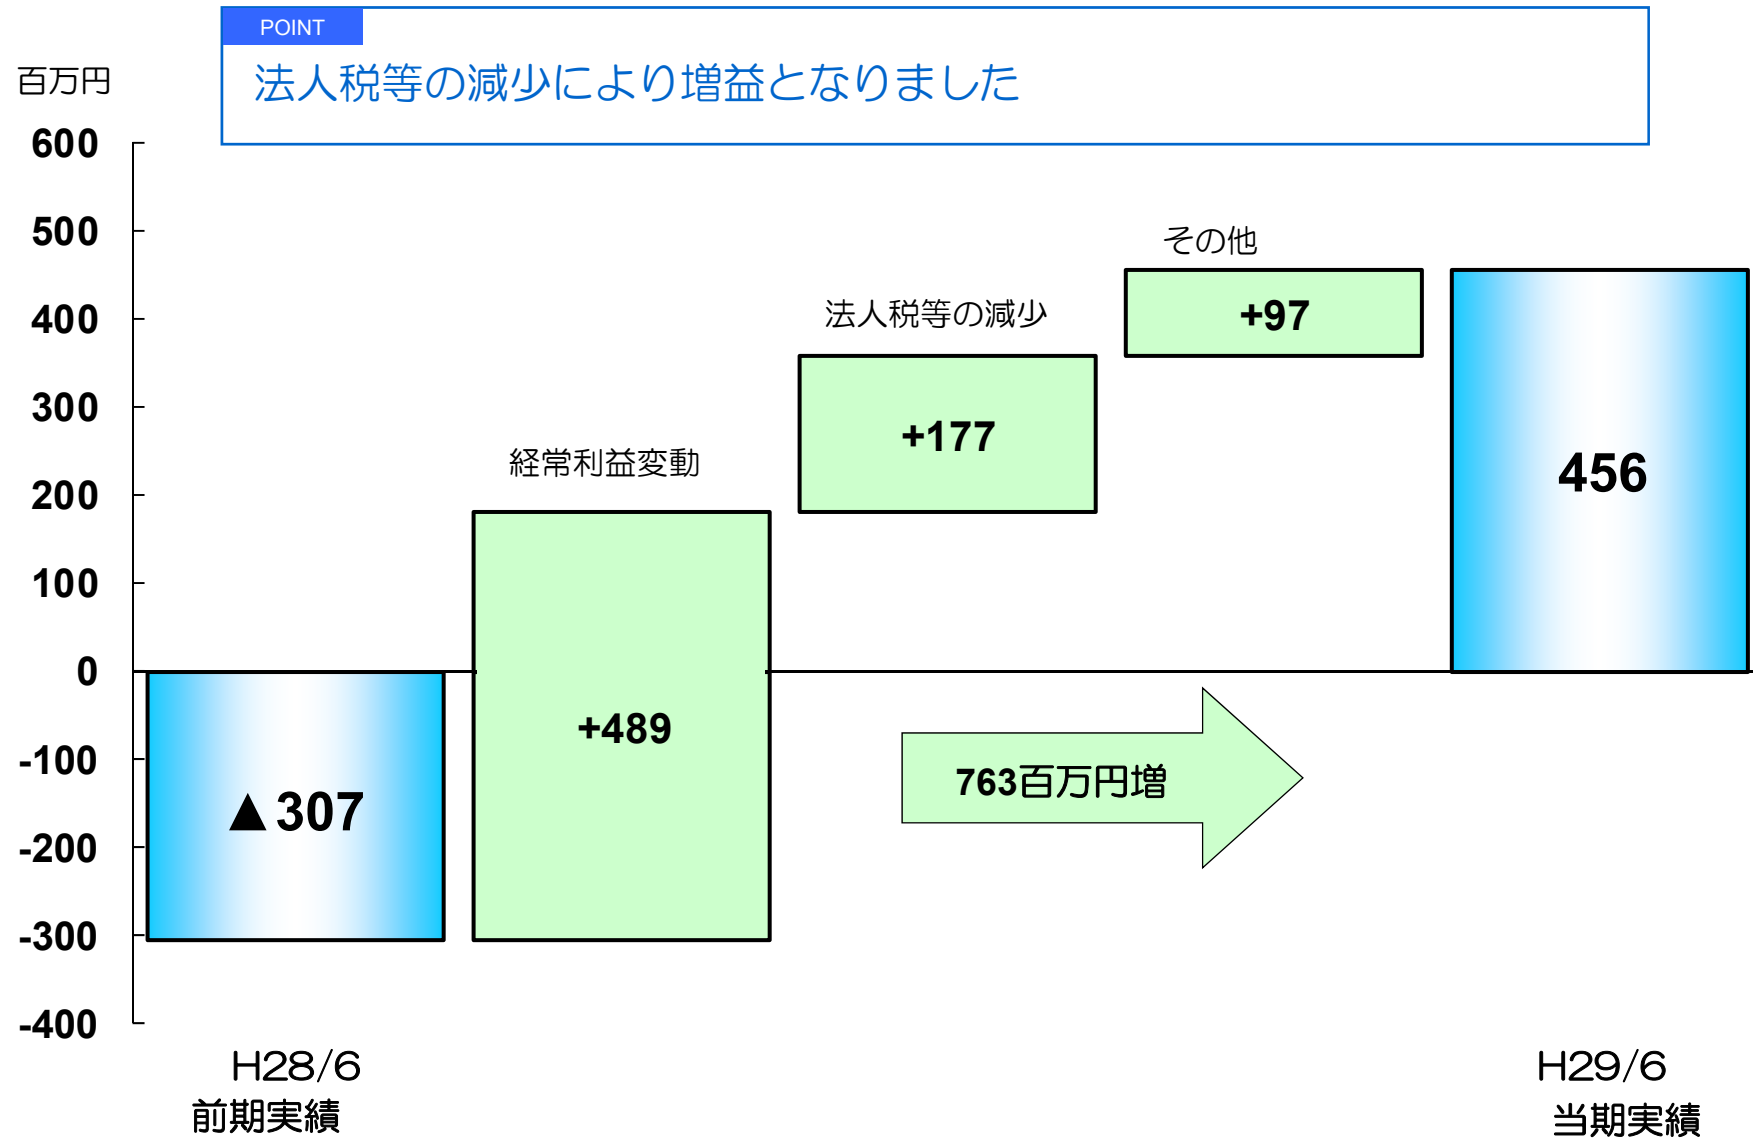 POINT
法人税等の減少により増益となりました
百万円
600
500
400
300
200
100
0
-100
-200
-300
-400
その他
+97
法人税等の減少
+177
経常利益変動
+489
456
▲307
763百万円増
H28/6
前期実績
H29/6
当期実績